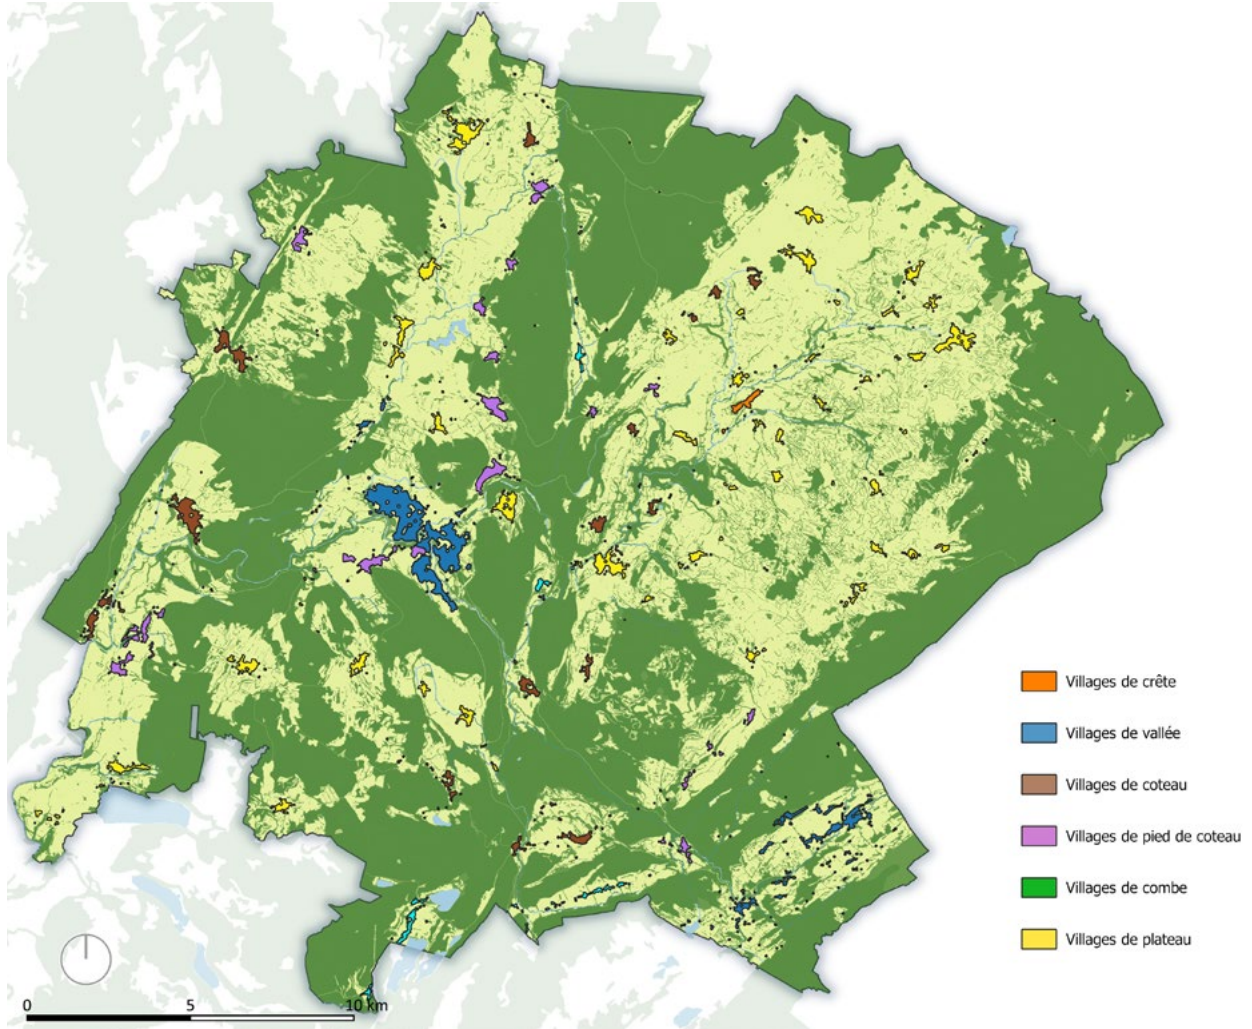 Villages de crête
Villages de vallée
Villages de coteau
Villages de pied de coteau
Villages de combe
Villages de plateau
0 5 10 km